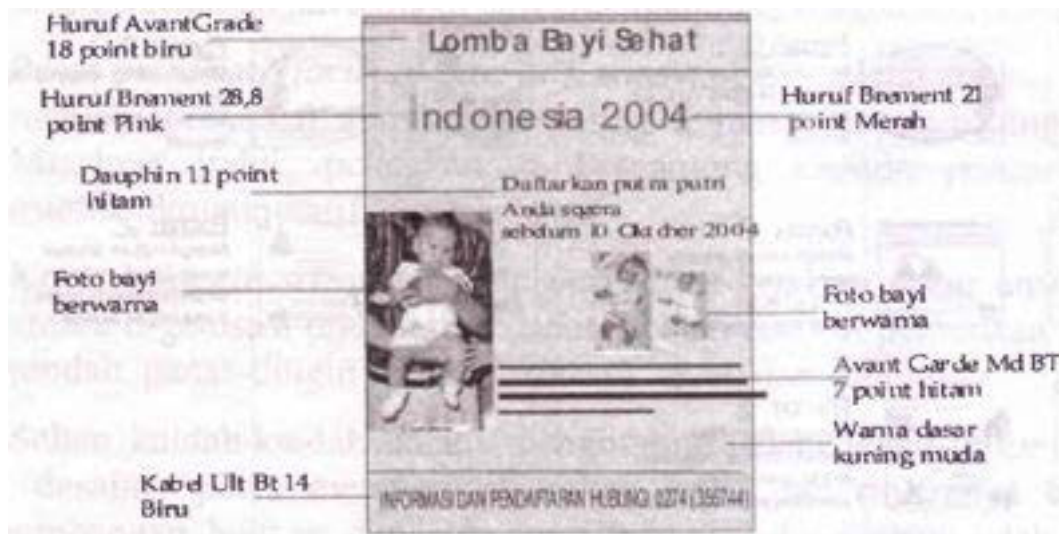 Huruf AvantGrade
18 point biru
Lomba Bayi Sehat
Huruf Brement 28,8
point Pink
Indonesia 2004
Huruf Brement 21
point Merah
Dauphin 11 point
hitam
Daftarkan putra putri
Anda segera
sebelum 10 Oktober 2004
Foto bayi
berwarna
Foto bayi
berwarna
Avant Garde Md BT
7 point hitam
Warna dasar
kuning muda
Kabel Ult Bt 14
Biru
INFORMASI DAN PENDAFTARAN HUBUNGI 0274 (356744)